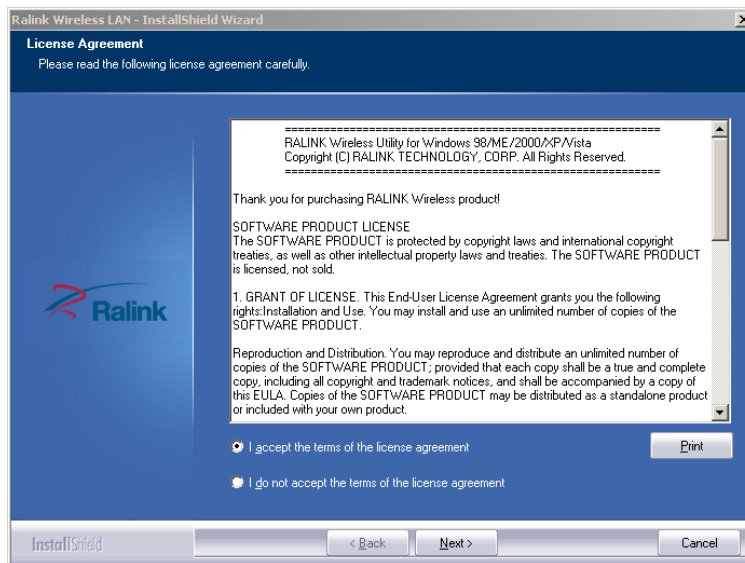 Ralink Wireless LAN - InstallShield Wizard
License Agreement
Please read the following license agreement carefully.
===========================================================
RALINK Wireless Utility for Windows 98/ME/2000/XP/Vista
Copyright (C) RALINK TECHNOLOGY, CORP. All Rights Reserved.
===========================================================
Thank you for purchasing RALINK Wireless product!
SOFTWARE PRODUCT LICENSE
The SOFTWARE PRODUCT is protected by copyright laws and international copyright
treaties, as well as other intellectual property laws and treaties. The SOFTWARE PRODUCT
is licensed, not sold.
1. GRANT OF LICENSE. This End-User License Agreement grants you the following
rights:Installation and Use. You may install and use an unlimited number of copies of the
SOFTWARE PRODUCT.
Reproduction and Distribution. You may reproduce and distribute an unlimited number of
copies of the SOFTWARE PRODUCT; provided that each copy shall be a true and complete
copy, including all copyright and trademark notices, and shall be accompanied by a copy of
this EULA. Copies of the SOFTWARE PRODUCT may be distributed as a standalone product
or included with your own product.
Ralink
I accept the terms of the license agreement
Print
I do not accept the terms of the license agreement
InstallShield
< Back
Next >
Cancel